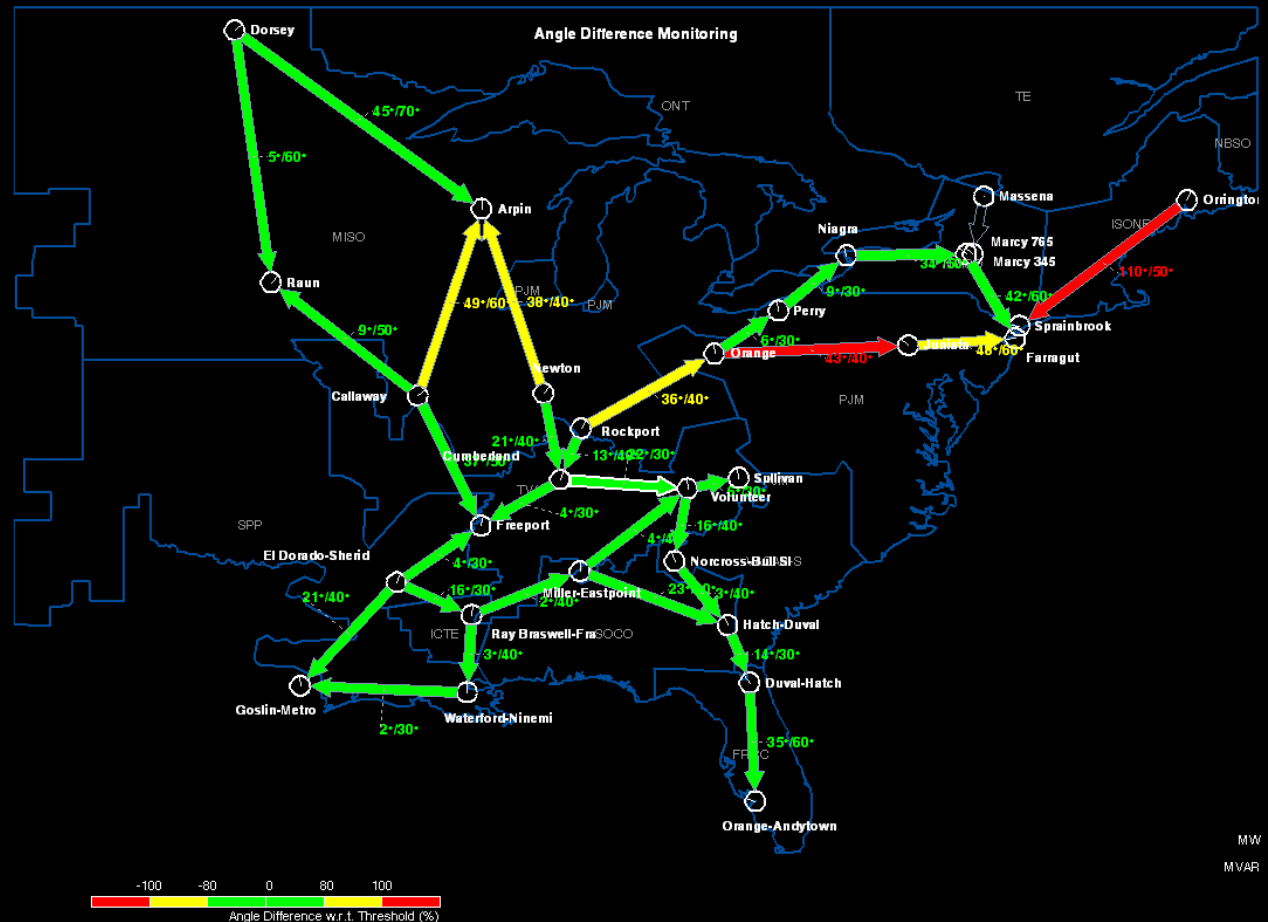 Dorsey
Angle Difference Monitoring
45°/70°
ONT
TE
5°/60°
NBSO
Massena
Orrington
Arpin
ISONE
Niagra
MISO
Marcy 765
Marcy 345
34°/60°
110°/50°
Raun
PJM
49°/60°
38°/40°
PJM
9°/30°
42°/60°
Perry
Sprainbrook
9°/50°
6°/30°
Orange
43°/40°
Juniata
48°/60°
Farragut
Newton
Callaway
36°/40°
PJM
Rockport
21°/40°
Cumberland
13°/40°
22°/30°
37°/50°
Sullivan
TVA
Volunteer
4°/30°
SPP
Freeport
16°/40°
El Dorado-Sherid
4°/30°
Norcross-Bull Sl
16°/30°
Miller-Eastpoint
23°
3°/40°
21°/40°
2°/40°
ICTE
Ray Braswell-Fra
SOCO
Hatch-Duval
3°/40°
14°/30°
Duval-Hatch
Goslin-Metro
Waterford-Ninemi
2°/30°
35°/60°
Orange-Andytown
MW
MVAR
-100 -80 0 80 100
Angle Difference w.r.t. Threshold (%)